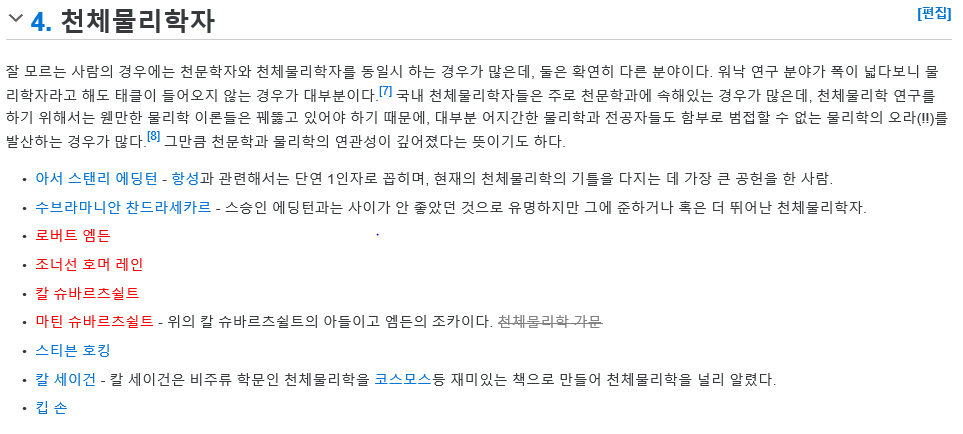 4. 천체물리학자 [편집]
잘 모르는 사람의 경우에는 천문학자와 천체물리학자를 동일시 하는 경우가 많은데, 둘은 확연히 다른 분야이다. 워낙 연구 분야가 폭이 넓다보니 물
리학자라고 해도 태클이 들어오지 않는 경우가 대부분이다.[7] 국내 천체물리학자들은 주로 천문학과에 속해있는 경우가 많은데, 천체물리학 연구를
하기 위해서는 웬만한 물리학 이론들은 꿰뚫고 있어야 하기 때문에, 대부분 어지간한 물리학과 전공자들도 함부로 범접할 수 없는 물리학의 오라(!!)를
발산하는 경우가 많다.[8] 그만큼 천문학과 물리학의 연관성이 깊어졌다는 뜻이기도 하다.
• 아서 스탠리 에딩턴 - 항성과 관련해서는 단연 1인자로 꼽히며, 현재의 천체물리학의 기틀을 다지는 데 가장 큰 공헌을 한 사람.
• 수브라마니안 찬드라세카르 - 스승인 에딩턴과는 사이가 안 좋았던 것으로 유명하지만 그에 준하거나 혹은 더 뛰어난 천체물리학자.
• 로버트 엠든
• 조너선 호머 레인
• 칼 슈바르츠쉴트
• 마틴 슈바르츠쉴트 - 위의 칼 슈바르츠쉴트의 아들이고 엠든의 조카이다. 천체물리학 가문
• 스티븐 호킹
• 칼 세이건 - 칼 세이건은 비주류 학문인 천체물리학을 코스모스등 재미있는 책으로 만들어 천체물리학을 널리 알렸다.
• 킵 손